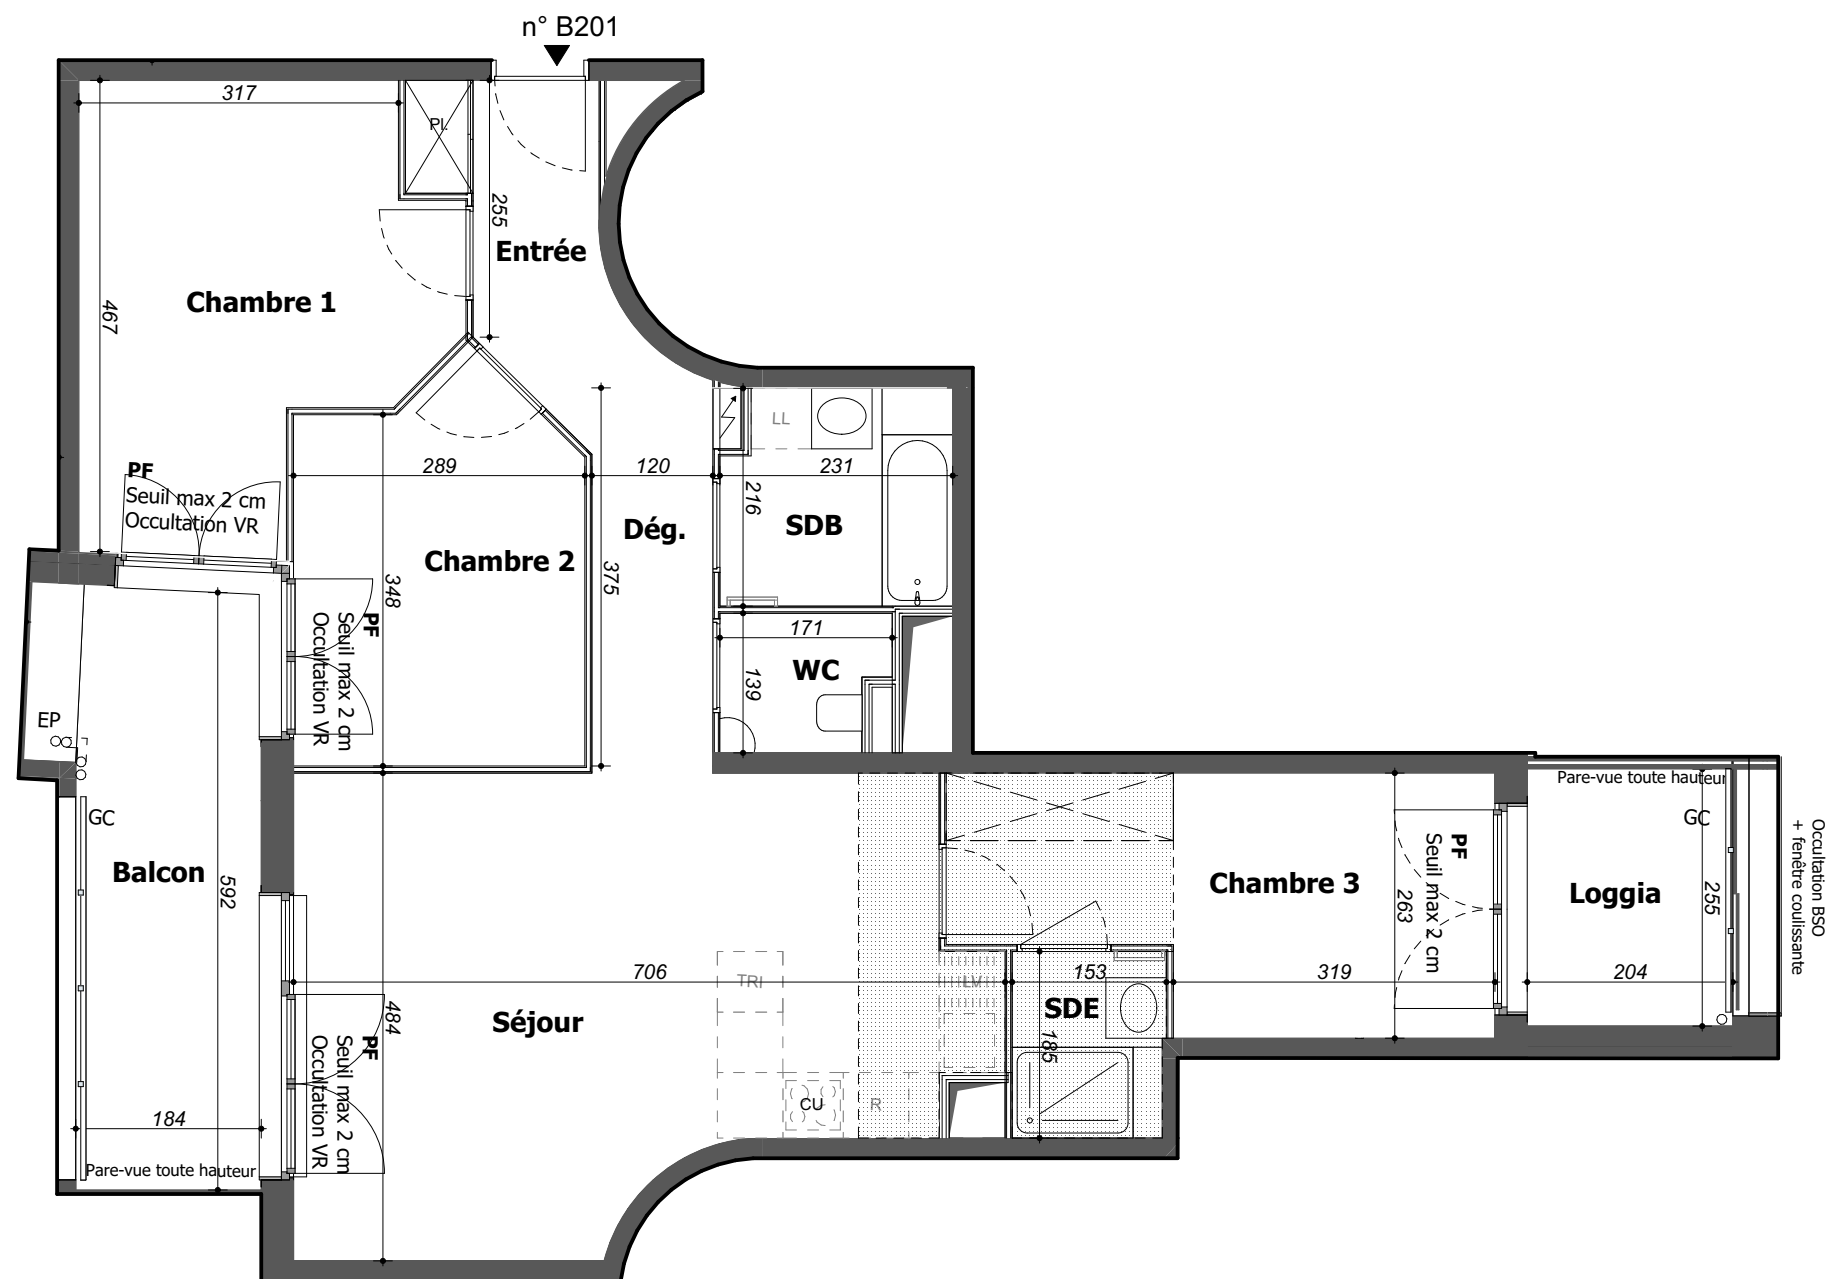 n° B201
317
Pl.
255
Entrée
Chambre 1
467
LL
PF
Seuil max 2 cm
Occultation VR
289
120
231
216
SDB
Dég.
Chambre 2
348
375
PF
Seuil max 2 cm
Occultation VR
171
WC
139
EP
GC
Balcon
592
Pare-vue toute hauteur
GC
Occultation BSO
+ fenêtre coulissante
Chambre 3
PF
Seuil max 2 cm
263
Loggia
255
706
TRI
LV
153
319
204
Séjour
484
SDE
185
PF
Seuil max 2 cm
Occultation VR
CU
R
184
Pare-vue toute hauteur